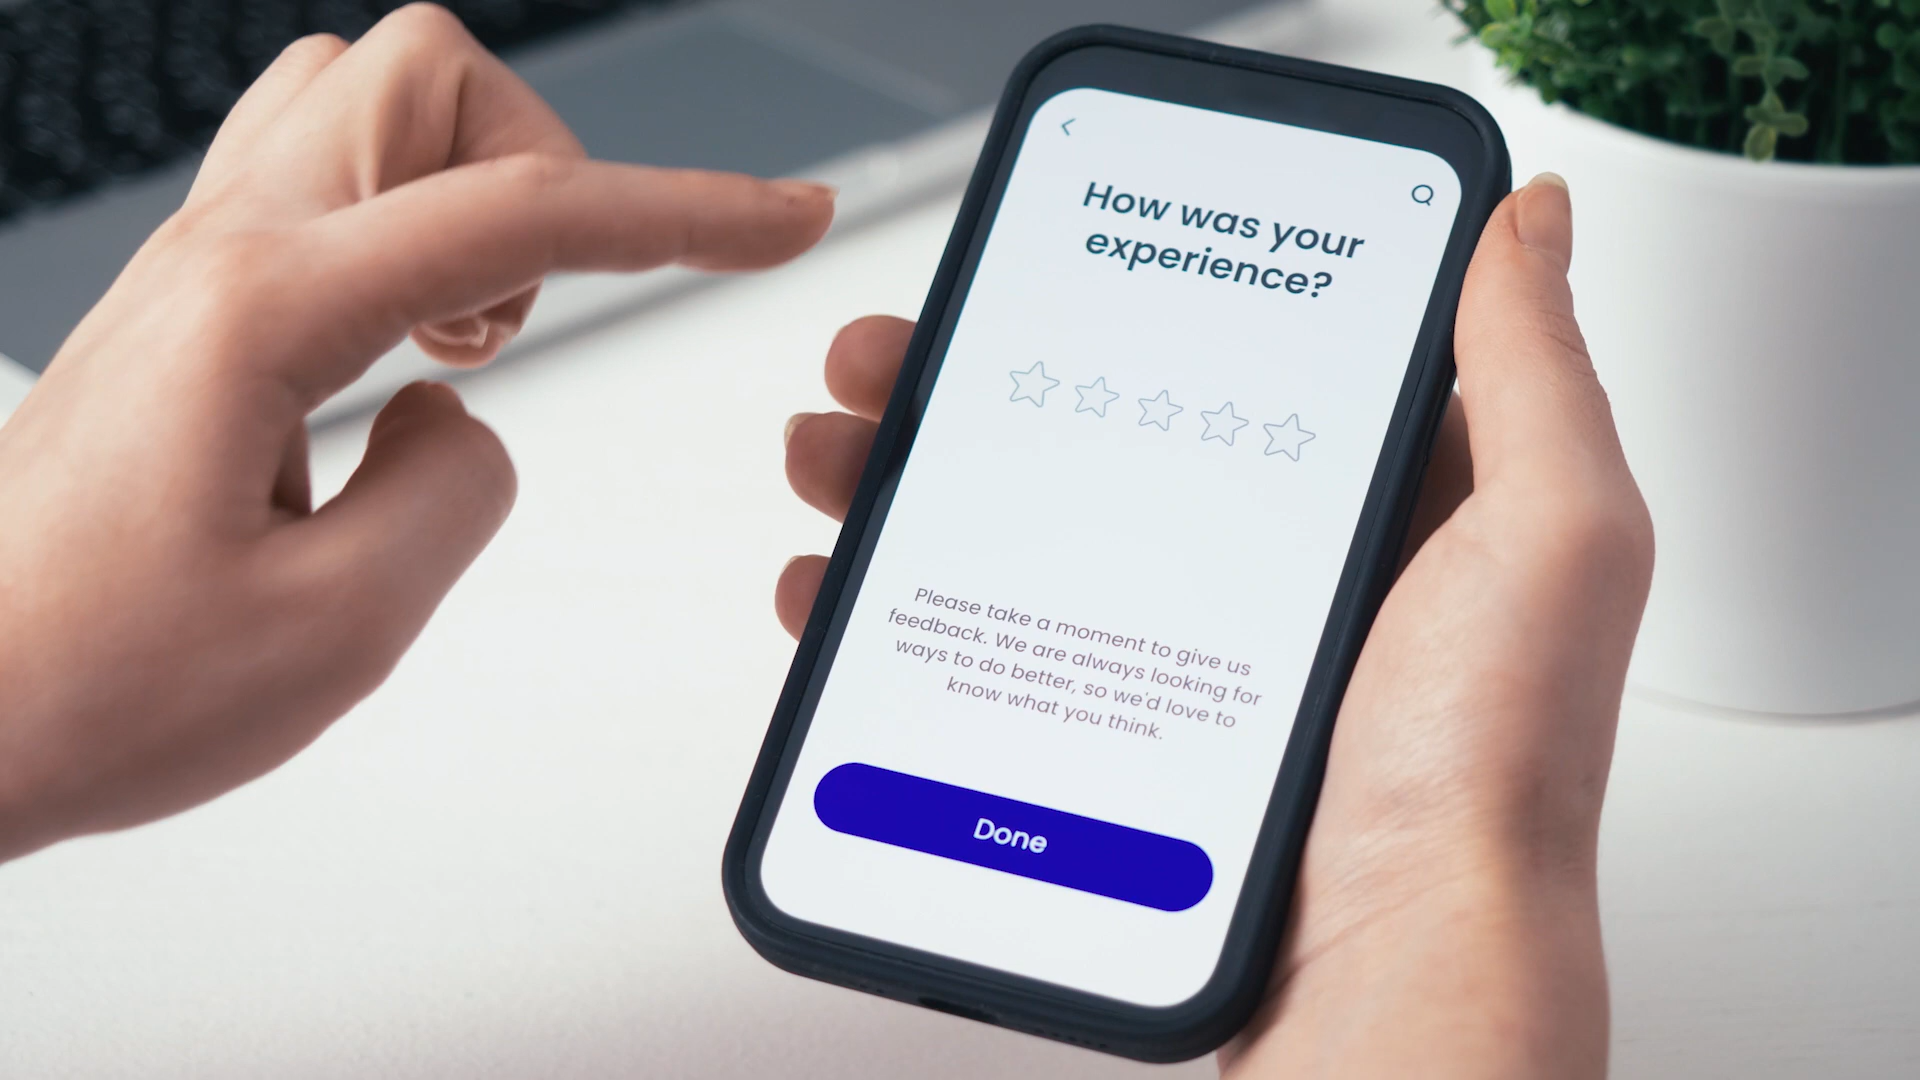 How was your
experience?
Please take a moment to give us
feedback. We are always looking for
ways to do better, so we'd love to
know what you think.
Done